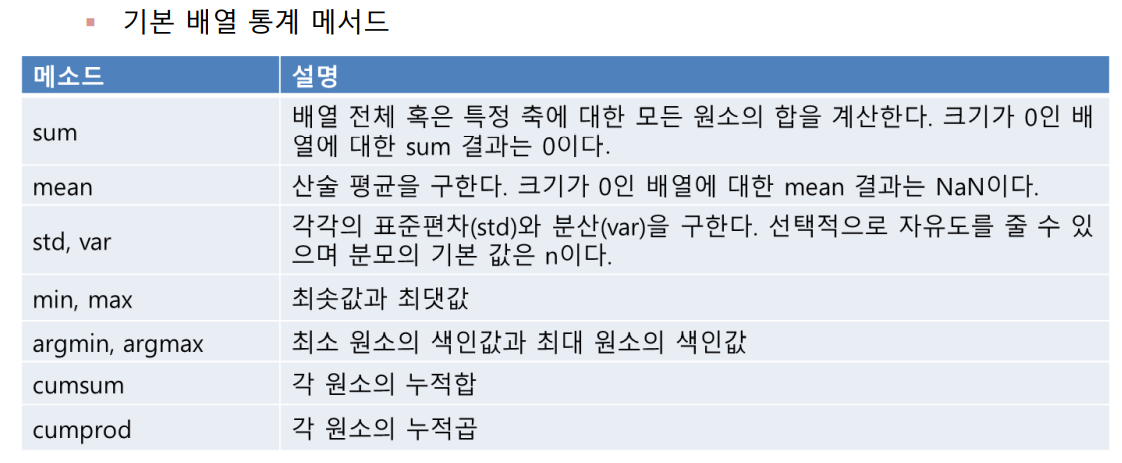 ▪ 기본 배열 통계 메서드
메소드 설명
sum 배열 전체 혹은 특정 축에 대한 모든 원소의 합을 계산한다. 크기가 0인 배
열에 대한 sum 결과는 0이다.
mean 산술 평균을 구한다. 크기가 0인 배열에 대한 mean 결과는 NaN이다.
std, var 각각의 표준편차(std)와 분산(var)을 구한다. 선택적으로 자유도를 줄 수 있
으며 분모의 기본 값은 n이다.
min, max 최솟값과 최댓값
argmin, argmax 최소 원소의 색인값과 최대 원소의 색인값
cumsum 각 원소의 누적합
cumprod 각 원소의 누적곱